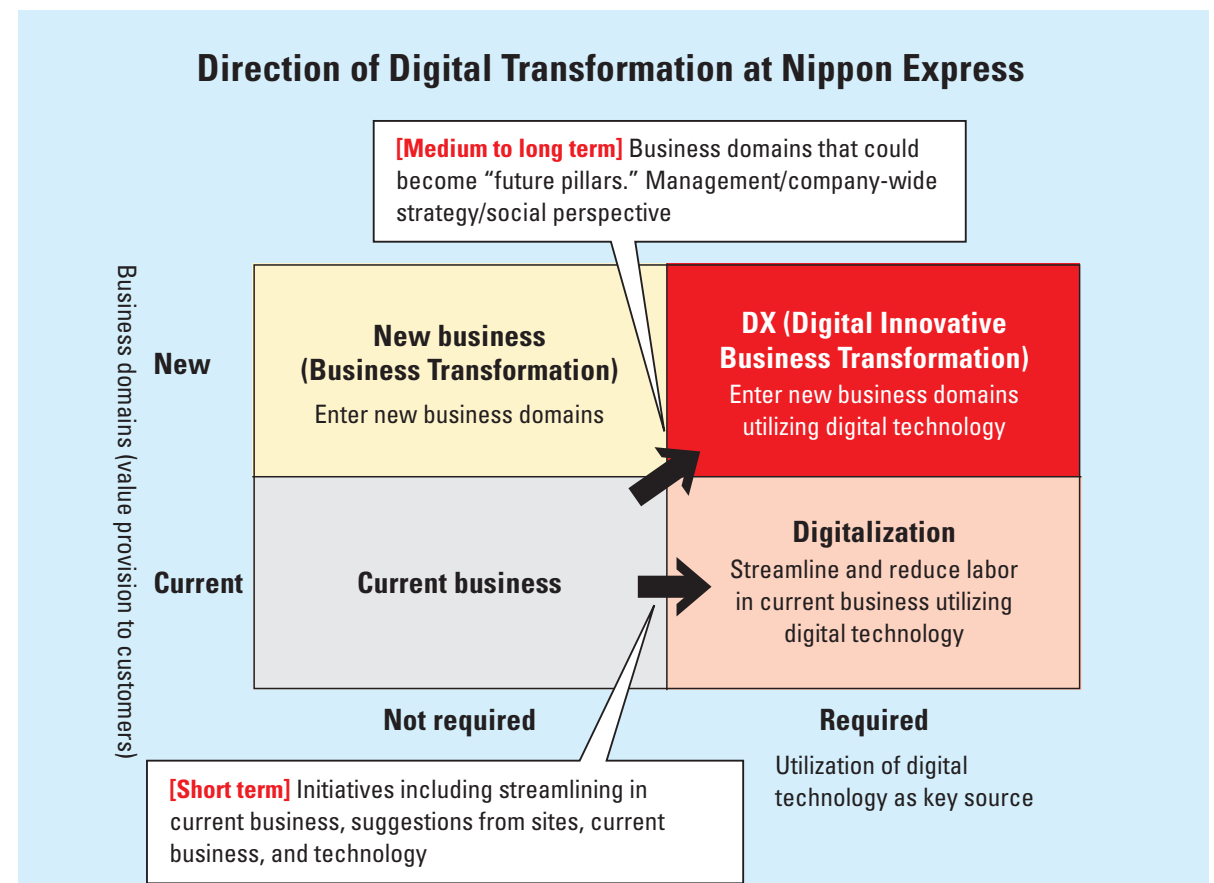 Direction of Digital Transformation at Nippon Express
[Medium to long term] Business domains that could
become “future pillars.” Management/company-wide
strategy/social perspective
Business domains (value provision to customers)
New
New business
(Business Transformation)
Enter new business domains
DX (Digital Innovative
Business Transformation)
Enter new business domains
utilizing digital technology
Current
Current business
Digitalization
Streamline and reduce labor
in current business utilizing
digital technology
Not required
Required
Utilization of digital
technology as key source
[Short term] Initiatives including streamlining in
current business, suggestions from sites, current
business, and technology